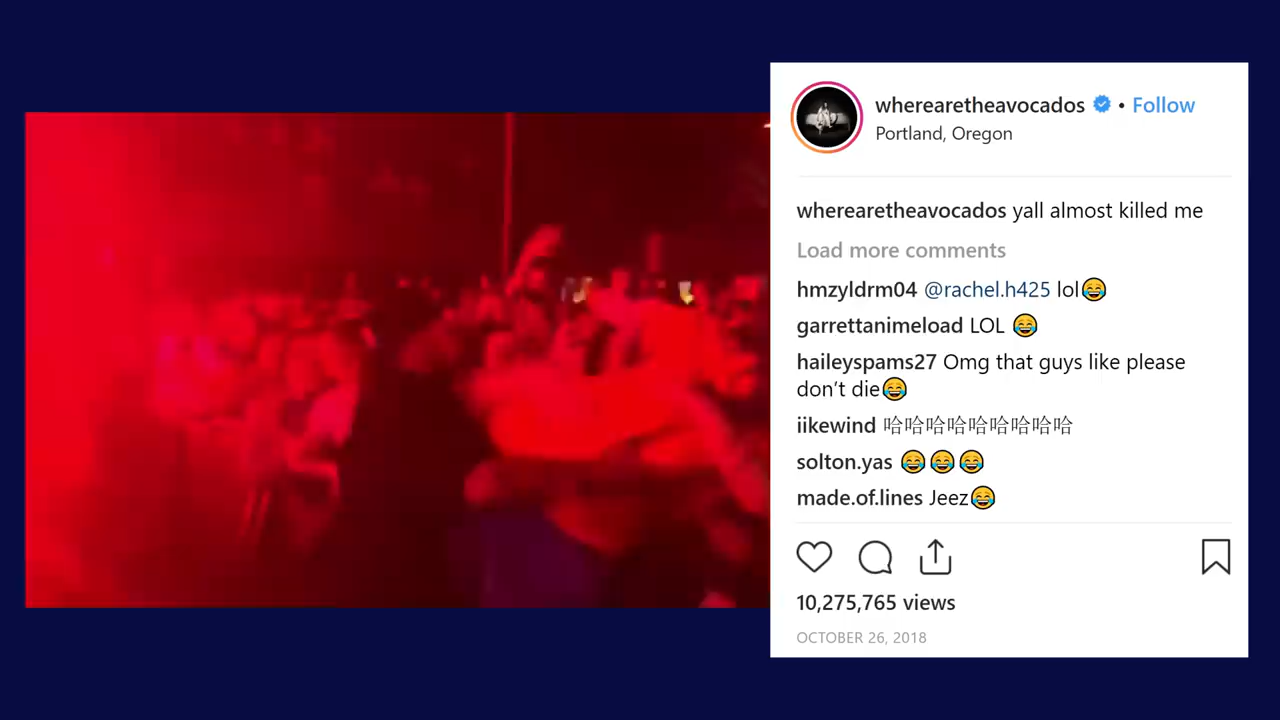 wherearetheavocados • Follow
Portland, Oregon
wherearetheavocados yall almost killed me
Load more comments
hmzyldrm04 @rachel.h425 lol😂
garrettanimeload LOL 😂
haileyspams27 Omg that guys like please
don’t die😂
iikewind 哈哈哈哈哈哈哈哈哈
solton.yas 😂😂😂
made.of.lines Jeez😂
10,275,765 views
OCTOBER 26, 2018